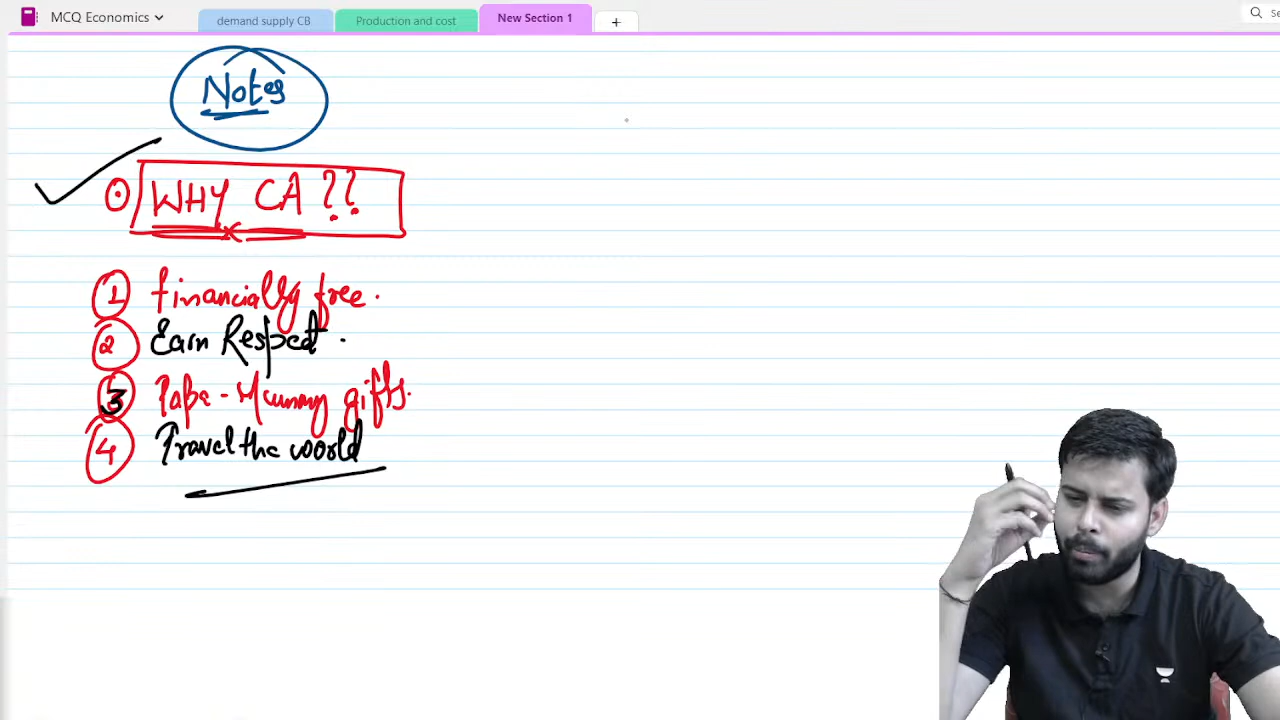 MCQ Economics
demand supply CB
Production and cost
New Section 1
+
Se
Notes
WHY CA ??
1 financially free.
2 Earn Respect.
3 Papa - Mummy gifts.
4 Travel the world